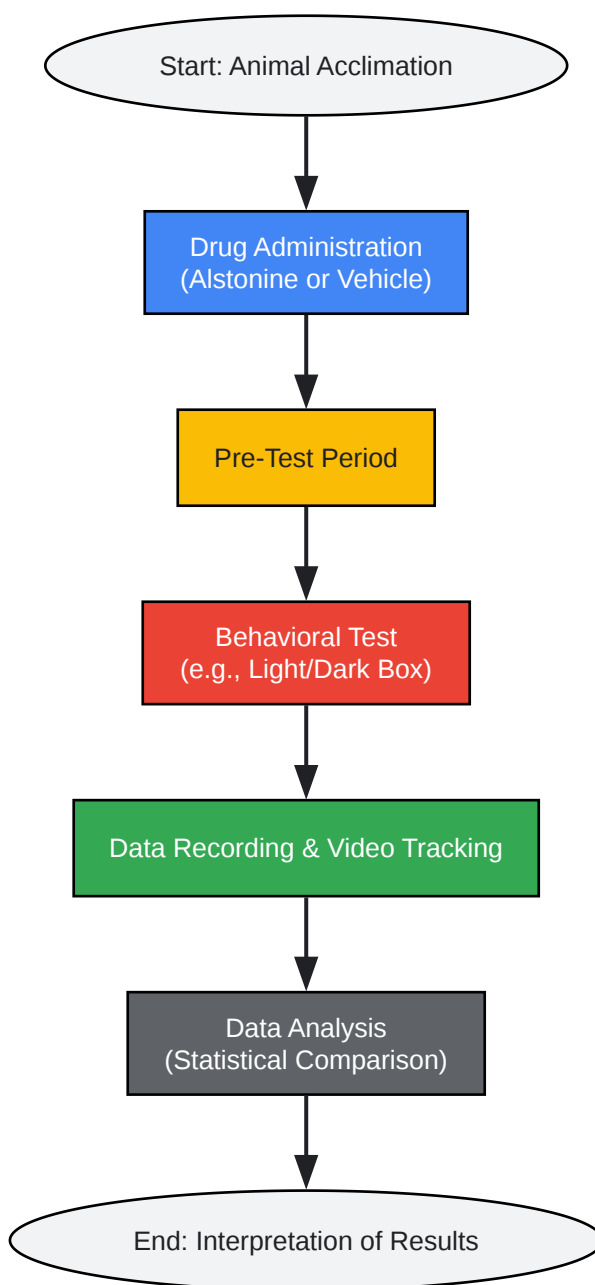 Start: Animal Acclimation
Drug Administration
(Alstonine or Vehicle)
Pre-Test Period
Behavioral Test
(e.g., Light/Dark Box)
Data Recording & Video Tracking
Data Analysis
(Statistical Comparison)
End: Interpretation of Results